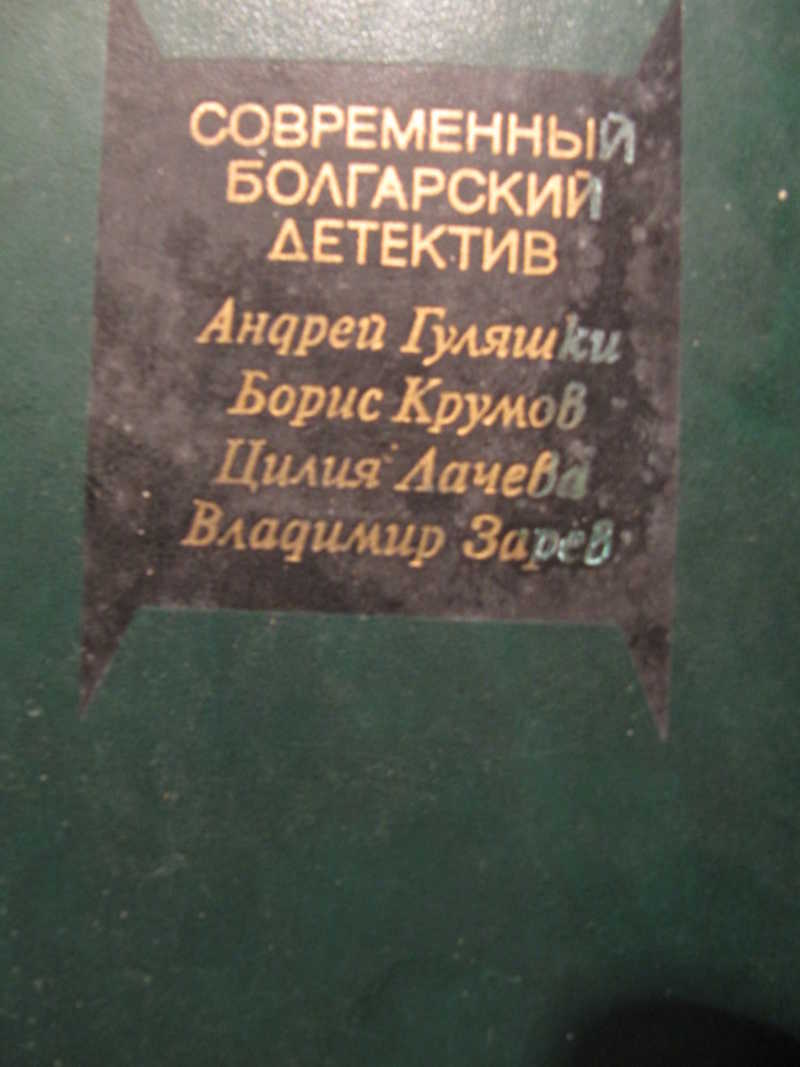 СОВРЕМЕННЫЙ
БОЛГАРСКИЙ
ДЕТЕКТИВ
Андрей Гуляшки
Борис Крумов
Цилия Лачева
Владимир Зарев